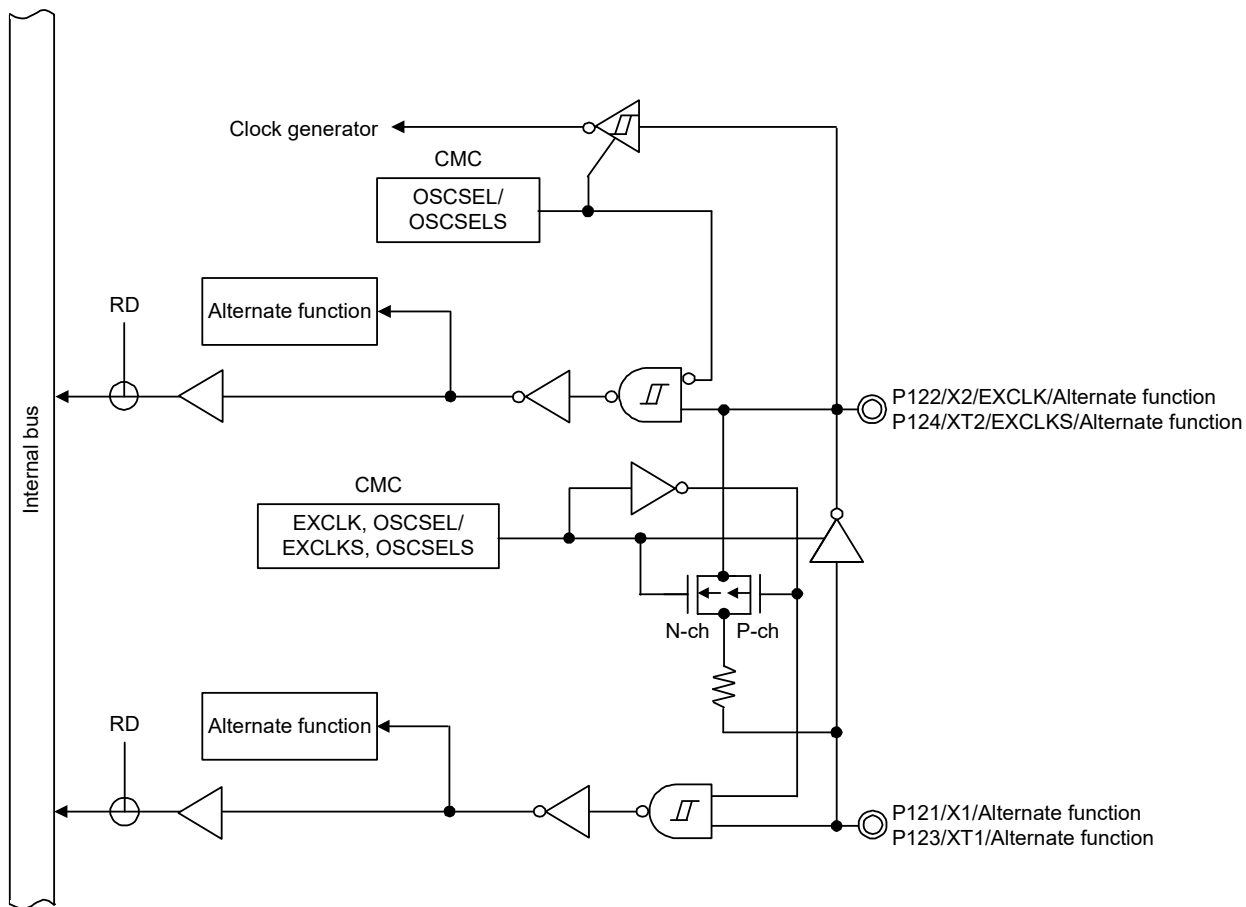 Clock generator
CMC
OSCSEL/
OSCSELS
Alternate function
RD
P122/X2/EXCLK/Alternate function
P124/XT2/EXCLKS/Alternate function
Internal bus
CMC
EXCLK, OSCSEL/
EXCLKS, OSCSELS
N-ch
P-ch
Alternate function
RD
P121/X1/Alternate function
P123/XT1/Alternate function